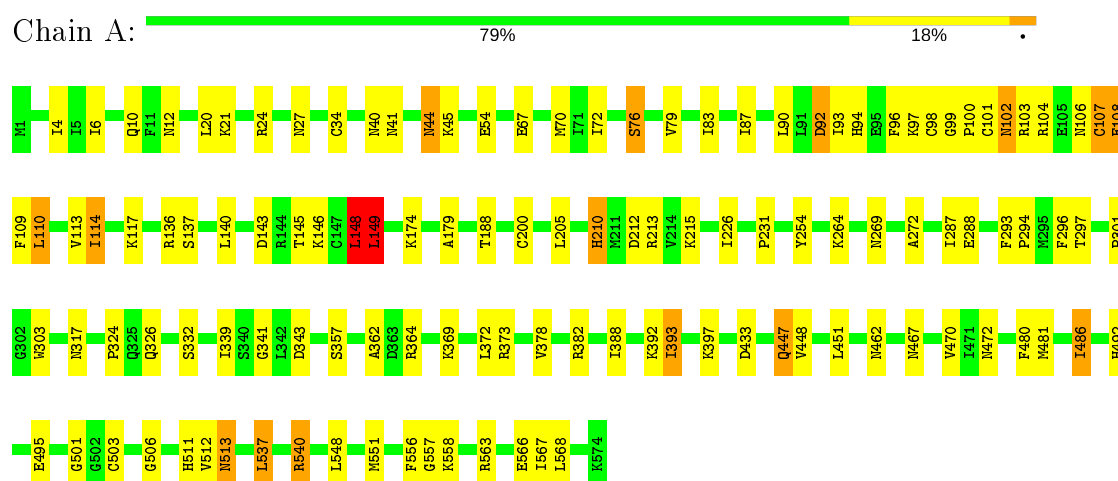 Chain A:
79% 18% •
M1 I4 I5 I6 Q10 F11 N12 L20 K21 R24 N27 C34 N40 N41 N44 K45 E54 E67 M70 I71 I72 S76 V79 I83 I87 L90 L91 D92 I93 H94 E95 F96 K97 C98 G99 P100 C101 N102 R103 R104 E105 N106 C107
F109 L110 V113 I114 K117 R136 S137 L140 D143 R144 T145 K146 C147 L148 L149 K174 A179 T188 C200 L205 H210 M211 D212 R213 V214 K215 I226 P231 Y254 K264 N269 A272 I287 E288 F293 P294 M295 F296 T297
G302 W303 N317 P324 Q325 Q326 S332 I339 S340 G341 L342 D343 S357 A362 D363 R364 K369 L372 R373 V378 R382 I388 K392 I393 K397 D433 Q447 V448 L451 N462 N467 V470 I471 N472 F480 M481 I486
E495 G501 G502 C503 G506 H511 V512 N513 L537 R540 L548 M551 F556 G557 K558 R563 E566 I567 L568 K574